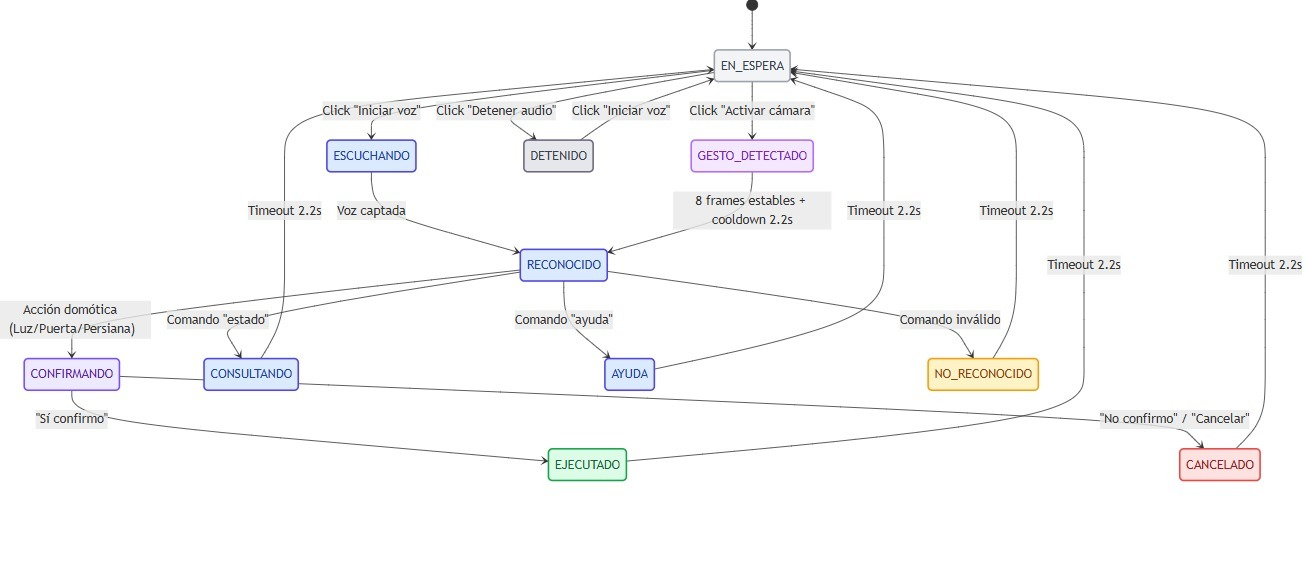 EN_ESPERA
Click "Iniciar voz"
Click "Detener audio"
Click "Iniciar voz"
Click "Activar cámara"
ESCUCHANDO
DETENIDO
GESTO_DETECTADO
Timeout 2.2s
Voz captada
8 frames estables +
cooldown 2.2s
Timeout 2.2s
Timeout 2.2s
RECONOCIDO
Timeout 2.2s
Timeout 2.2s
Acción domótica
(Luz/Puerta/Persiana)
Comando "estado"
Comando "ayuda"
Comando inválido
CONFIRMANDO
CONSULTANDO
AYUDA
NO_RECONOCIDO
"Sí confirmo"
"No confirmo" / "Cancelar"
EJECUTADO
CANCELADO